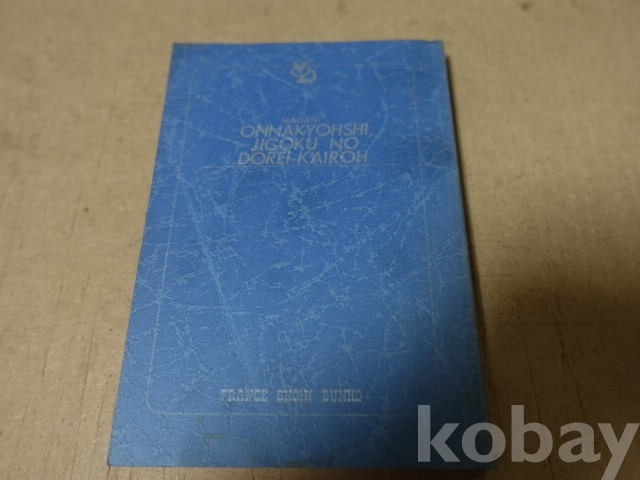 ONNAKYOHSHI,
JIGOKU NO
DOREI-KAIROH
FRANCE SHOIN BUNKO
kobay